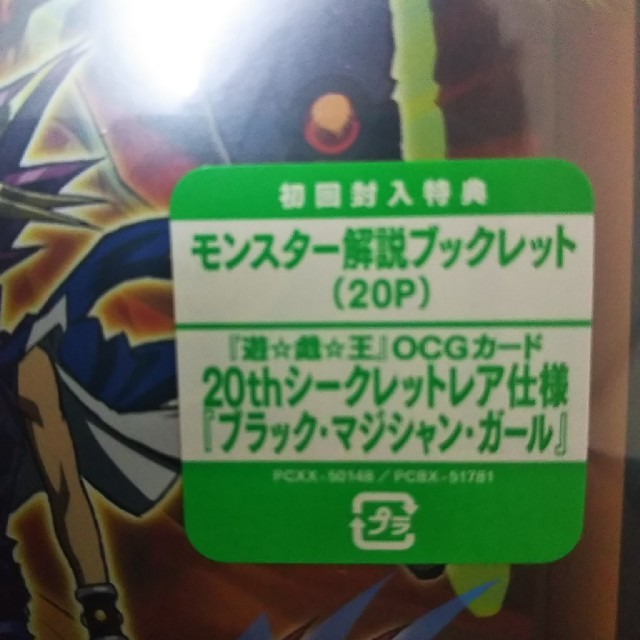 初回封入特典
モンスター解説ブックレット
(20P)
『遊☆戯☆王』OCGカード
20thシークレットレア仕様
『ブラック・マジシャン・ガール』
PCXX-50148/PCBX-51781
プラ